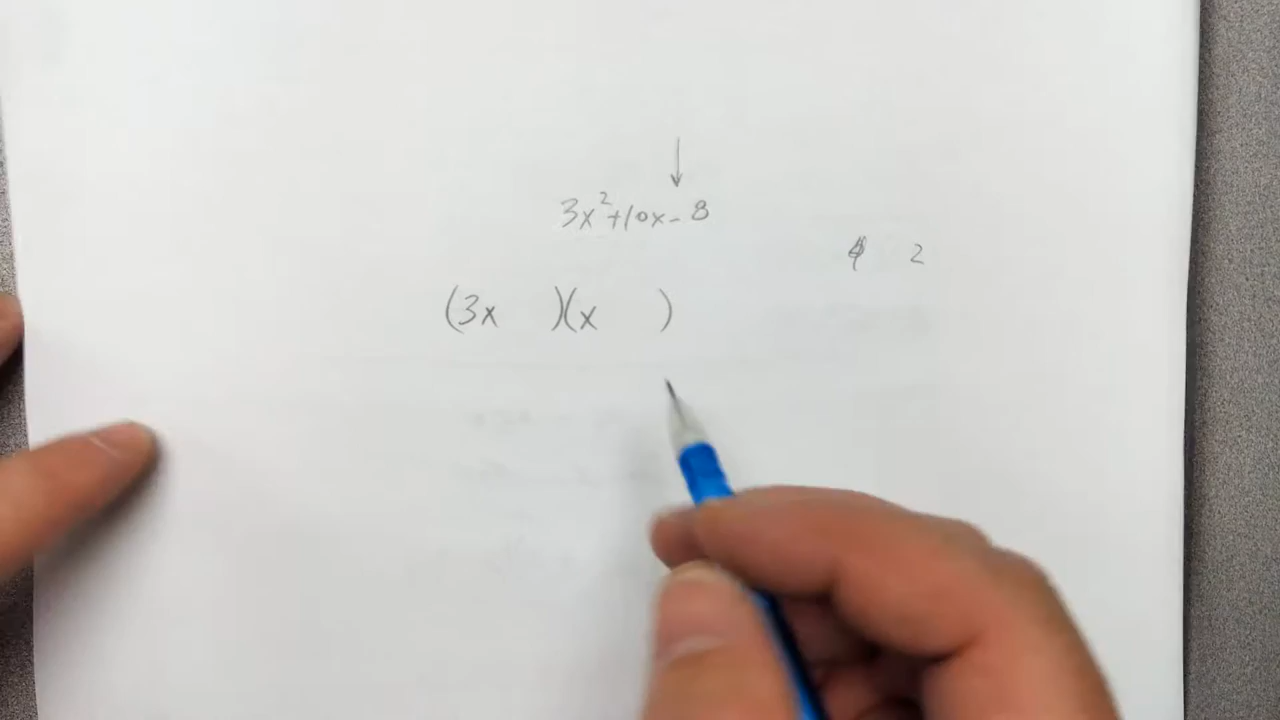 ↓
3x²+10x-8
4 2
(3x )(x )